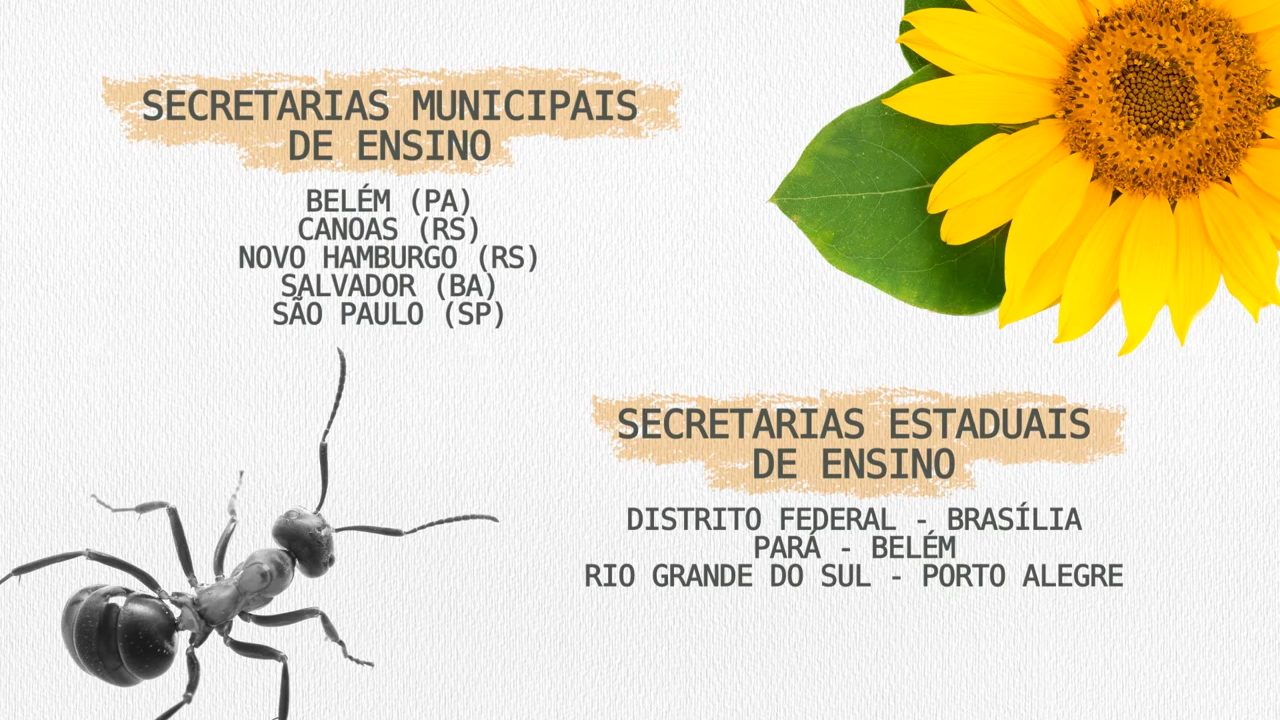 SECRETARIAS MUNICIPAIS
DE ENSINO
BELÉM (PA)
CANOAS (RS)
NOVO HAMBURGO (RS)
SALVADOR (BA)
SÃO PAULO (SP)
SECRETARIAS ESTADUAIS
DE ENSINO
DISTRITO FEDERAL - BRASÍLIA
PARÁ - BELÉM
RIO GRANDE DO SUL - PORTO ALEGRE